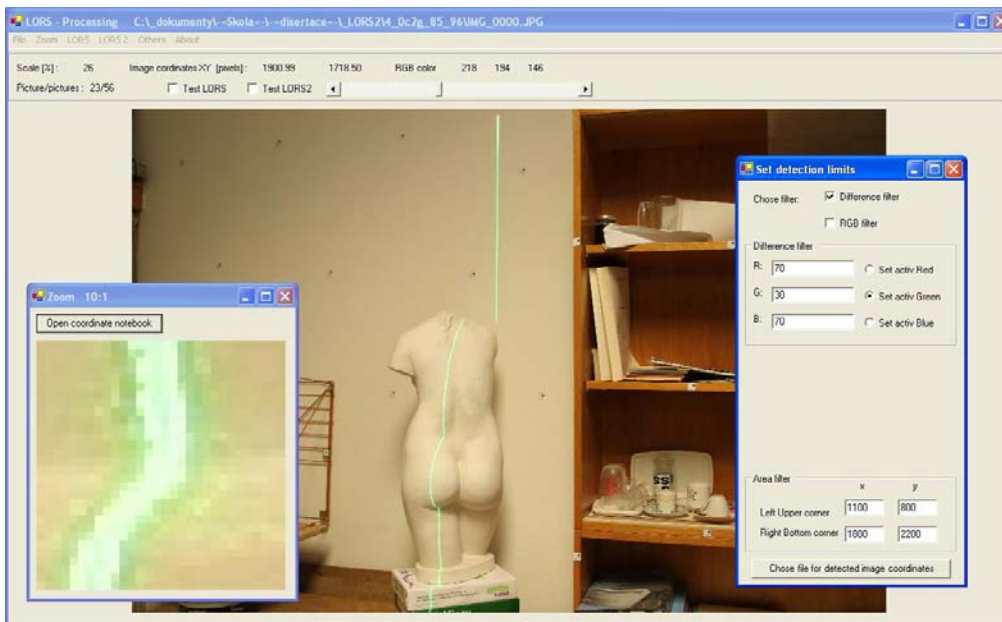 LORS - Processing C:\_dokumenty\--Skola--\--disertace--\_LORS2\4_0c2g_85_96\IMG_0000.JPG
File Zoom LORS LORS 2 Others About
Scale [%] : 26 Image cordinates XY [pixels] : 1900.99 1718.50 RGB color 218 194 146
Picture/pictures : 23/56 Test LORS Test LORS2
Set detection limits
Chose filter: Difference filter
RGB filter
Difference filter
R: 70 Set activ Red
G: 30 Set activ Green
B: 70 Set activ Blue
Area filter x y
Left Upper corner 1100 800
Right Bottom corner 1800 2200
Chose file for detected image coordinates
Zoom 10:1
Open coordinate notebook